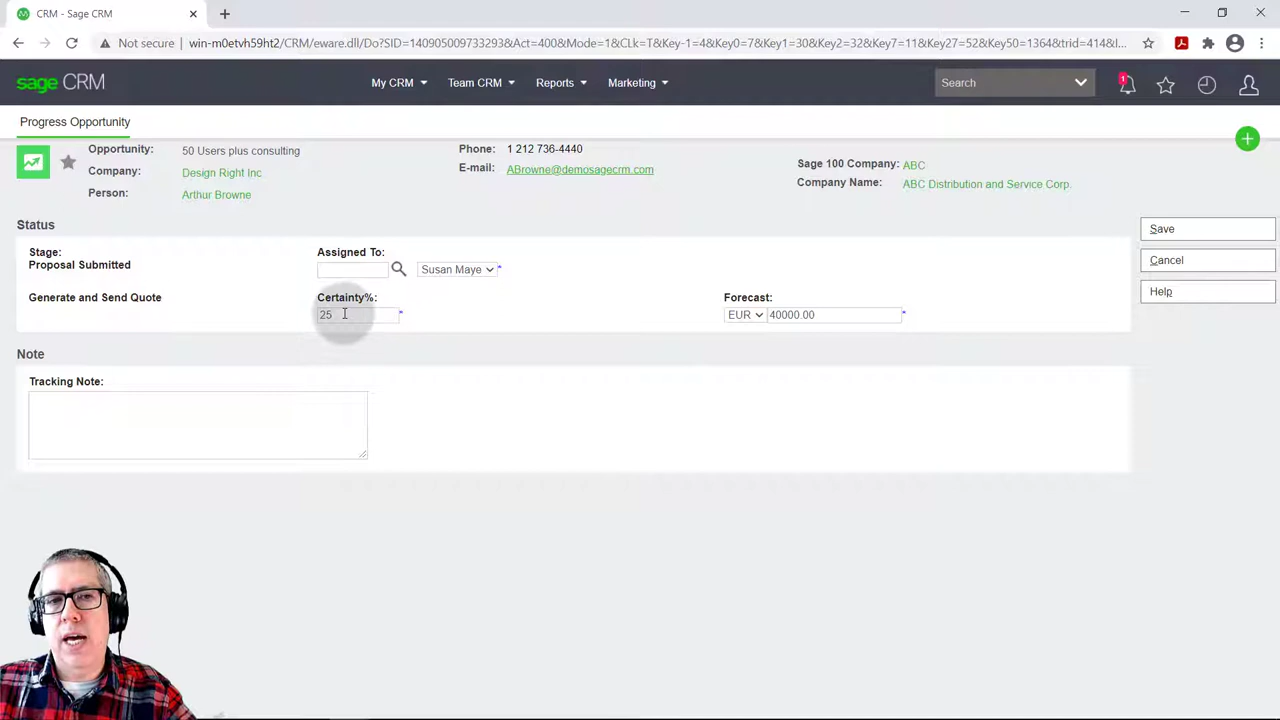 CRM - Sage CRM
Not secure
win-m0etvh59ht2/CRM/eware.dll/Do?SID=140905009733293&Act=400&Mode=1&CLk=T&Key-1=4&Key0=7&Key1=30&Key2=32&Key7=11&Key27=52&Key50=1364&trid=414&I...
sage CRM
My CRM
Team CRM
Reports
Marketing
Search
1
Progress Opportunity
Opportunity: 50 Users plus consulting
Company: Design Right Inc
Person: Arthur Browne
Phone: 1 212 736-4440
E-mail: ABrowne@demosagecrm.com
Sage 100 Company: ABC
Company Name: ABC Distribution and Service Corp.
Status
Stage:
Proposal Submitted
Assigned To:
Susan Maye *
Generate and Send Quote
Certainty%:
25 *
Forecast:
EUR 40000.00 *
Note
Tracking Note:
Save
Cancel
Help